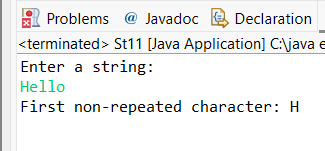 Problems @ Javadoc Declaration
<terminated> St11 [Java Application] C:\java e
Enter a string:
Hello
First non-repeated character: H